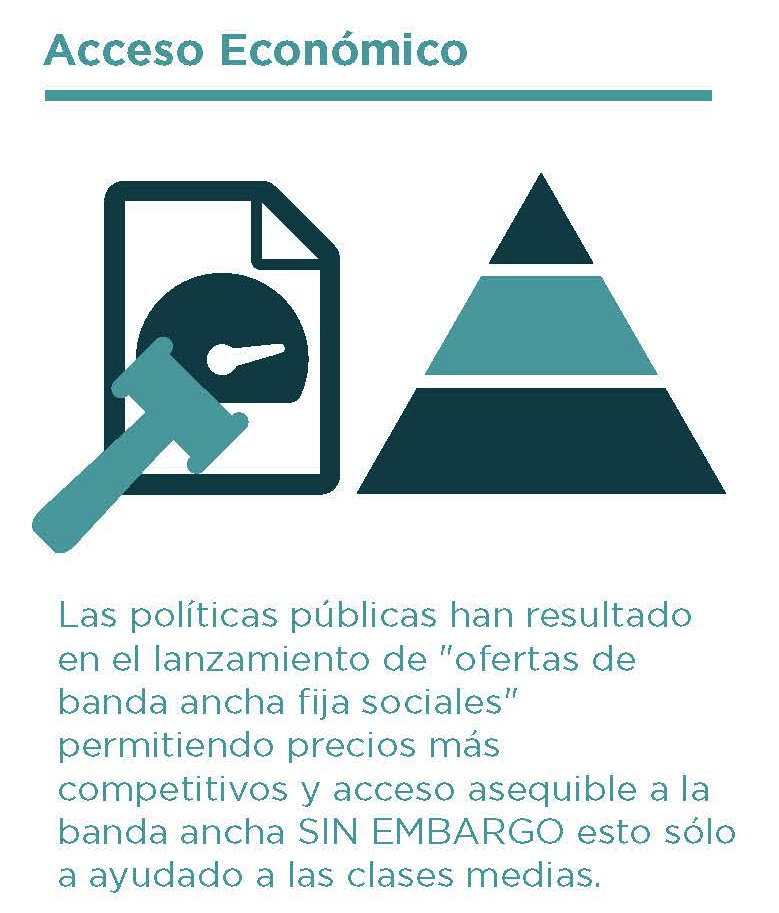 Acceso Económico
Las políticas públicas han resultado
en el lanzamiento de "ofertas de
banda ancha fija sociales"
permitiendo precios más
competitivos y acceso asequible a la
banda ancha SIN EMBARGO esto sólo
a ayudado a las clases medias.